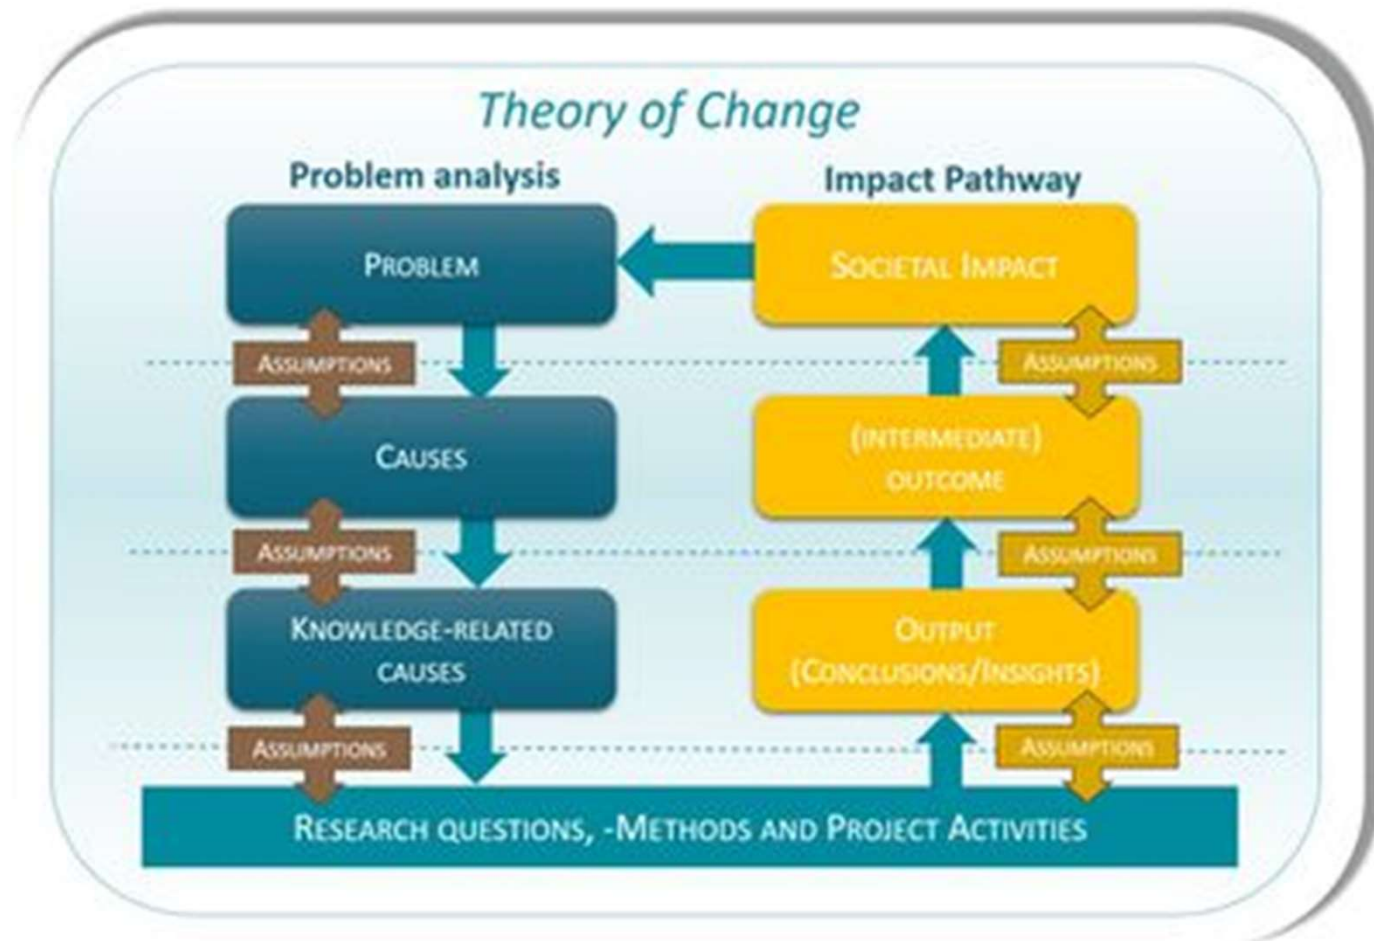 Theory of Change
Problem analysis
Impact Pathway
PROBLEM
SOCIETAL IMPACT
ASSUMPTIONS
ASSUMPTIONS
CAUSES
(INTERMEDIATE)
OUTCOME
ASSUMPTIONS
ASSUMPTIONS
KNOWLEDGE-RELATED
CAUSES
OUTPUT
(CONCLUSIONS/INSIGHTS)
ASSUMPTIONS
ASSUMPTIONS
RESEARCH QUESTIONS, -METHODS AND PROJECT ACTIVITIES